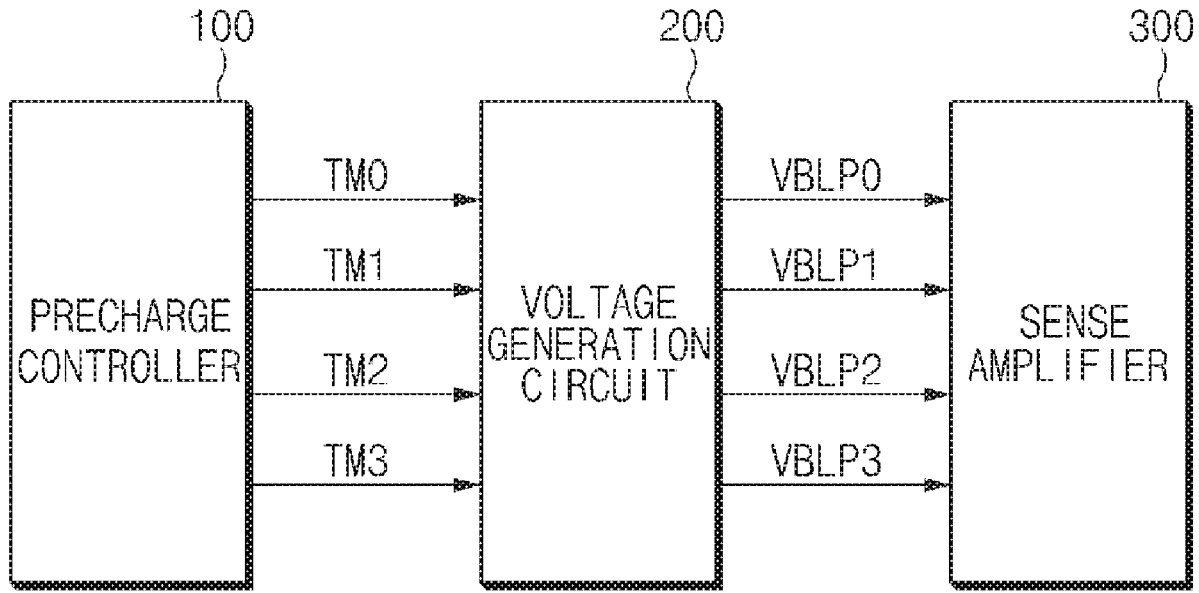 100
200
300
PRECHARGE
CONTROLLER
TM0
TM1
TM2
TM3
VOLTAGE
GENERATION
CIRCUIT
VBLP0
VBLP1
VBLP2
VBLP3
SENSE
AMPLIFIER